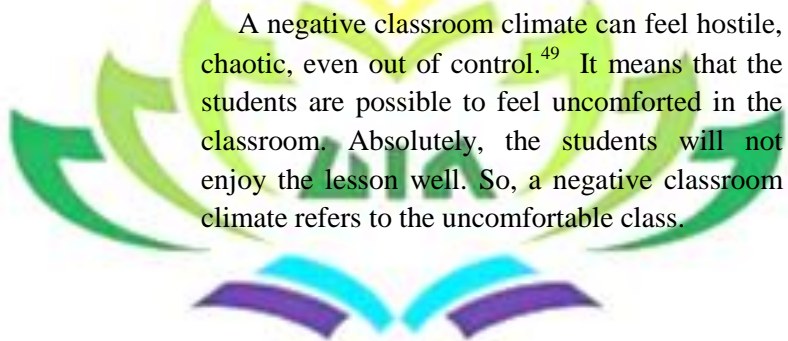 A negative classroom climate can feel hostile,
chaotic, even out of control.⁴⁹ It means that the
students are possible to feel uncomforted in the
classroom. Absolutely, the students will not
enjoy the lesson well. So, a negative classroom
climate refers to the uncomfortable class.